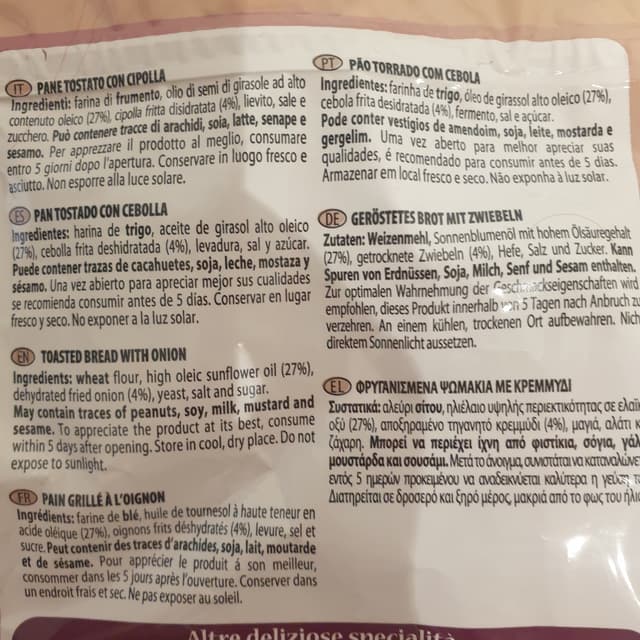 IT PANE TOSTATO CON CIPOLLA
Ingredienti: farina di frumento, olio di semi di girasole ad alto
contenuto oleico (27%), cipolla fritta disidratata (4%), lievito, sale e
zucchero. Può contenere tracce di arachidi, soia, latte, senape e
sesamo. Per apprezzare il prodotto al meglio, consumare
entro 5 giorni dopo l'apertura. Conservare in luogo fresco e
asciutto. Non esporre alla luce solare.
ES PAN TOSTADO CON CEBOLLA
Ingredientes: harina de trigo, aceite de girasol alto oleico
(27%), cebolla frita deshidratada (4%), levadura, sal y azúcar.
Puede contener trazas de cacahuetes, soja, leche, mostaza y
sésamo. Una vez abierto para apreciar mejor sus cualidades
se recomienda consumir antes de 5 días. Conservar en lugar
fresco y seco. No exponer a la luz solar.
EN TOASTED BREAD WITH ONION
Ingredients: wheat flour, high oleic sunflower oil (27%),
dehydrated fried onion (4%), yeast, salt and sugar.
May contain traces of peanuts, soy, milk, mustard and
sesame. To appreciate the product at its best, consume
within 5 days after opening. Store in cool, dry place. Do not
expose to sunlight.
FR PAIN GRILLÉ À L'OIGNON
Ingrédients: farine de blé, huile de tournesol à haute teneur en
acide oléique (27%), oignons frits déshydratés (4%), levure, sel et
sucre. Peut contenir des traces d'arachides, soja, lait, moutarde
et de sésame. Pour apprécier le produit á son meilleur,
consommer dans les 5 jours après l'ouverture. Conserver dans
un endroit frais et sec. Ne pas exposer au soleil.
PT PÃO TORRADO COM CEBOLA
Ingredientes: farinha de trigo, óleo de girassol alto oleico (27%),
cebola frita desidratada (4%), fermento, sal e açúcar.
Pode conter vestígios de amendoim, soja, leite, mostarda e
gergelim. Uma vez aberto para melhor apreciar suas
qualidades, é recomendado para consumir antes de 5 dias.
Armazenar em local fresco e seco. Não exponha à luz solar.
DE GERÖSTETES BROT MIT ZWIEBELN
Zutaten: Weizenmehl, Sonnenblumenöl mit hohem Ölsäuregehalt
(27%), getrocknete Zwiebeln (4%), Hefe, Salz und Zucker. Kann
Spuren von Erdnüssen, Soja, Milch, Senf und Sesam enthalten.
Zur optimalen Wahrnehmung der Geschmackseigenschaften wird
empfohlen, dieses Produkt innerhalb von 5 Tagen nach Anbruch zu
verzehren. An einem kühlen, trockenen Ort aufbewahren. Nich
direktem Sonnenlicht aussetzen.
EL ΦΡΥΓΑΝΙΣΜΕΝΑ ΨΩΜΑΚΙΑ ΜΕ ΚΡΕΜΜΥΔΙ
Συστατικά: αλεύρι σίτου, ηλιέλαιο υψηλής περιεκτικότητας σε ελαϊκ
οξύ (27%), αποξηραμένο τηγανητό κρεμμύδι (4%), μαγιά, αλάτι κ
ζάχαρη. Μπορεί να περιέχει ίχνη από φιστίκια, σόγια, γάλ
μουστάρδα και σουσάμι. Μετά το άνοιγμα, συνιστάται να καταναλώνε
εντός 5 ημερών προκειμένου να αναδεικνύεται καλύτερα η γεύση τ
Διατηρείται σε δροσερό και ξηρό μέρος, μακριά από το φως του ήλι
Altre deliziose specialità